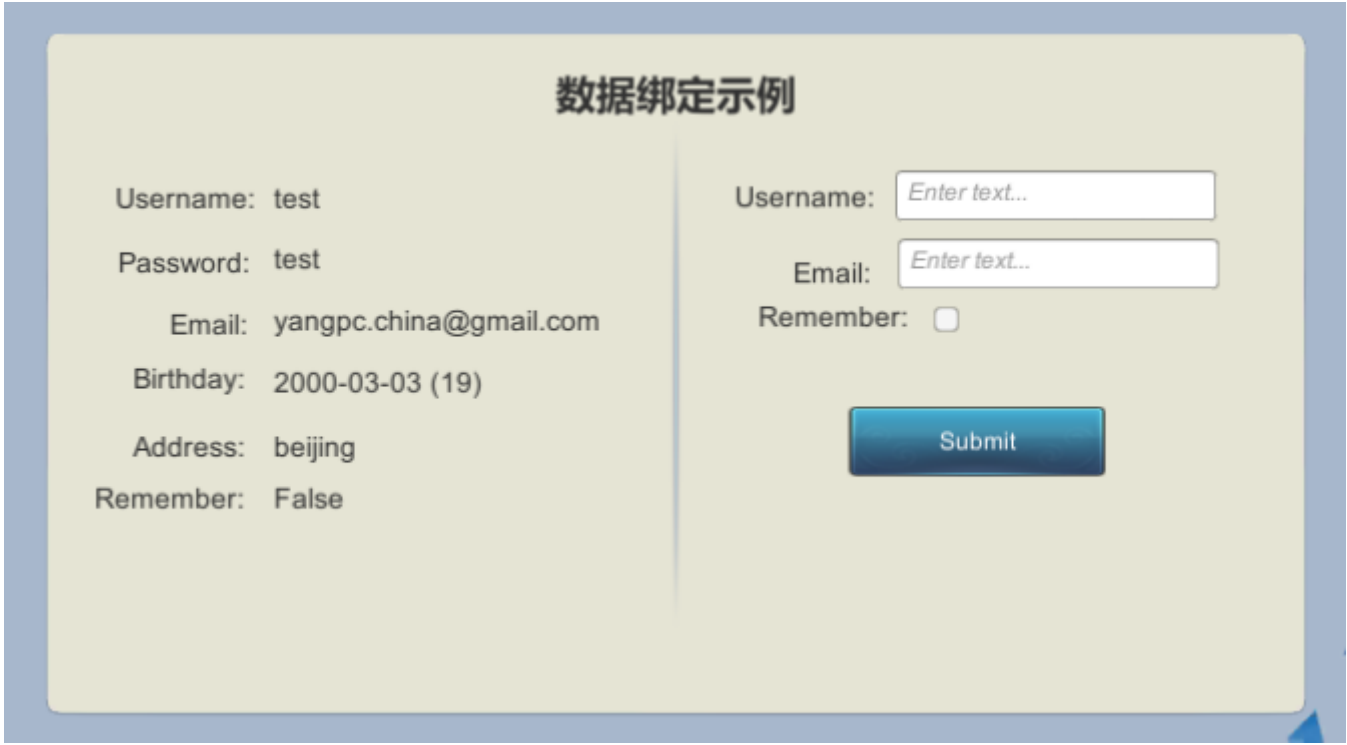 数据绑定示例
Username: test
Password: test
Email: yangpc.china@gmail.com
Birthday: 2000-03-03 (19)
Address: beijing
Remember: False
Username: Enter text...
Email: Enter text...
Remember:
Submit